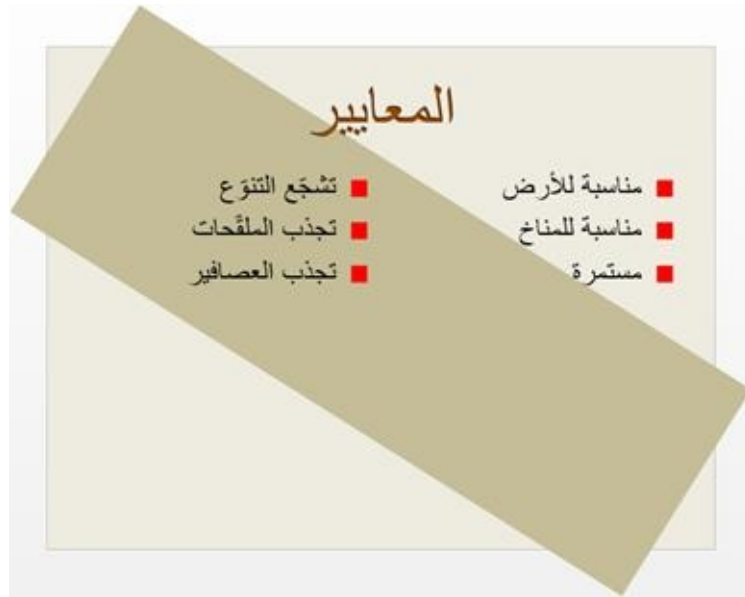 المعايير
مناسبة للأرض
مناسبة للمناخ
مستمرة
تشجّع التنوّع
تجذب الملقّحات
تجذب العصافير